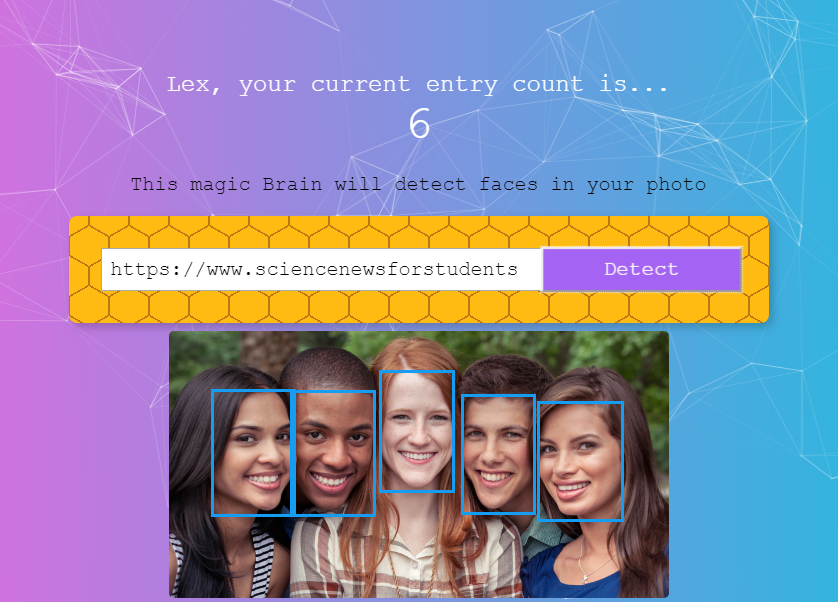 Lex, your current entry count is...
6
This magic Brain will detect faces in your photo
https://www.sciencenewsforstudents
Detect